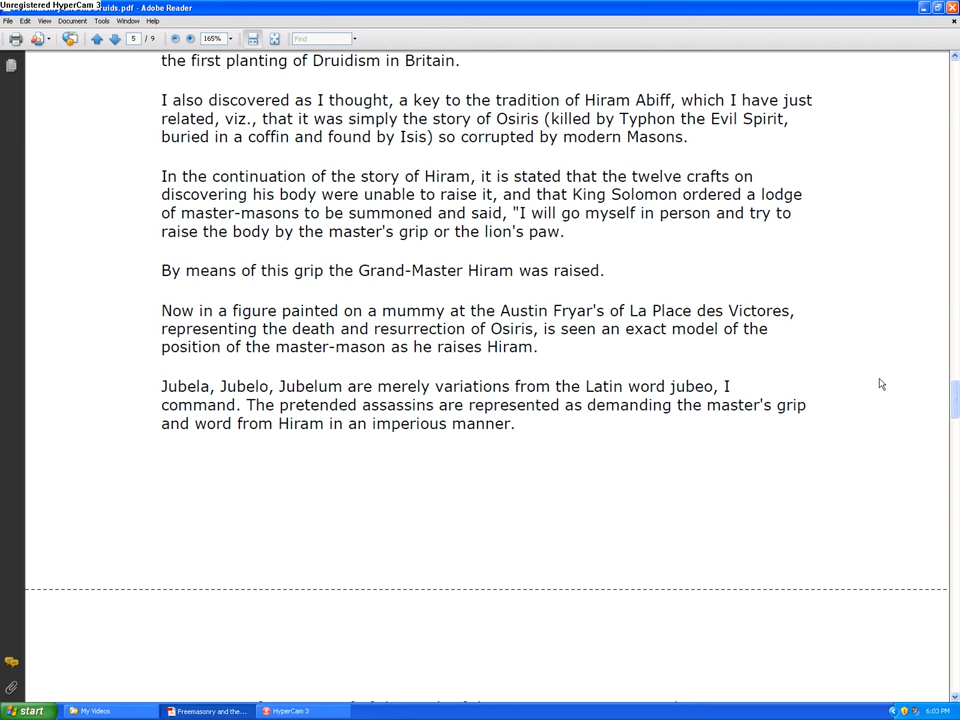 Unregistered HyperCam 3
uids.pdf - Adobe Reader
File Edit View Document Tools Window Help
5 / 9 165% Find
the first planting of Druidism in Britain.
I also discovered as I thought, a key to the tradition of Hiram Abiff, which I have just
related, viz., that it was simply the story of Osiris (killed by Typhon the Evil Spirit,
buried in a coffin and found by Isis) so corrupted by modern Masons.
In the continuation of the story of Hiram, it is stated that the twelve crafts on
discovering his body were unable to raise it, and that King Solomon ordered a lodge
of master-masons to be summoned and said, "I will go myself in person and try to
raise the body by the master's grip or the lion's paw.
By means of this grip the Grand-Master Hiram was raised.
Now in a figure painted on a mummy at the Austin Fryar's of La Place des Victores,
representing the death and resurrection of Osiris, is seen an exact model of the
position of the master-mason as he raises Hiram.
Jubela, Jubelo, Jubelum are merely variations from the Latin word jubeo, I
command. The pretended assassins are represented as demanding the master's grip
and word from Hiram in an imperious manner.
start My Videos Freemasonry and the... HyperCam 3 6:03 PM